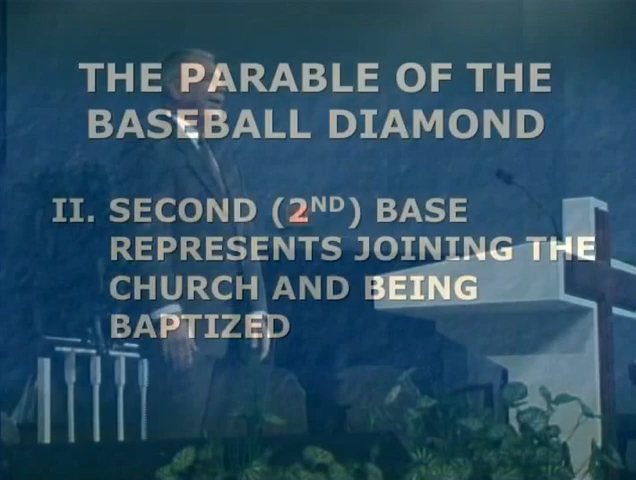 THE PARABLE OF THE
BASEBALL DIAMOND
II. SECOND (2ND) BASE
REPRESENTS JOINING THE
CHURCH AND BEING
BAPTIZED